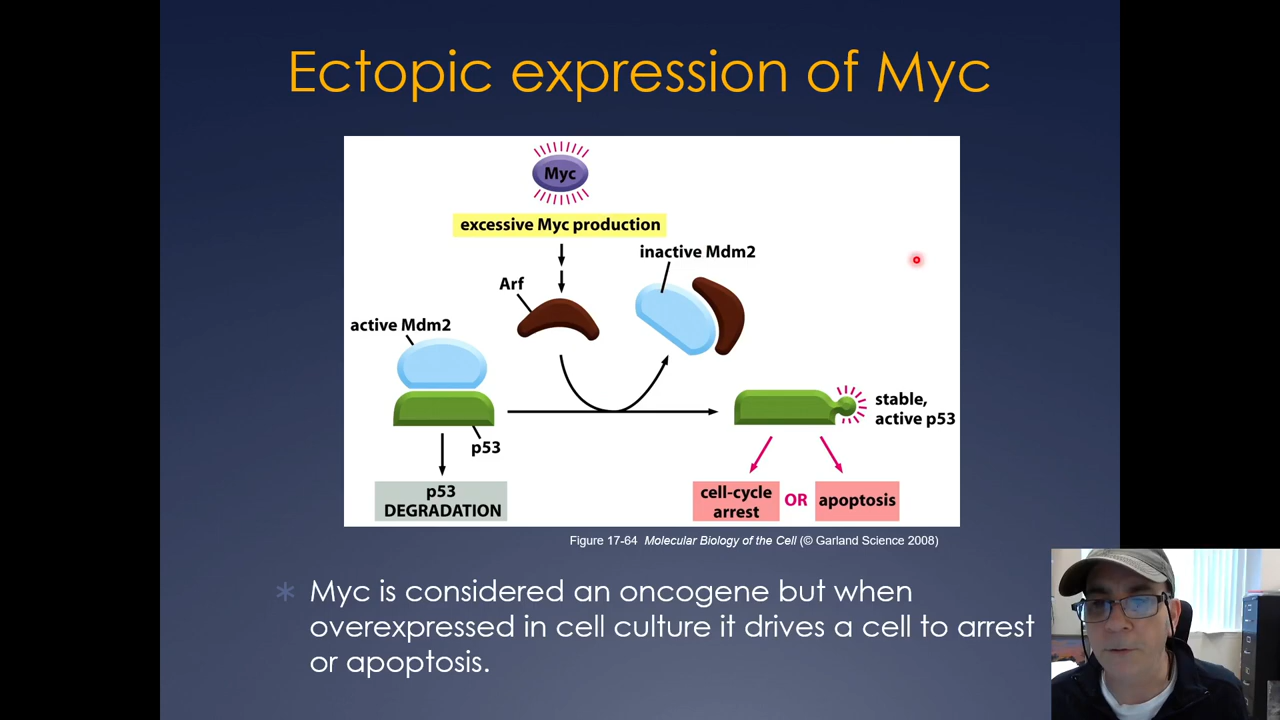 Ectopic expression of Myc
Myc
excessive Myc production
inactive Mdm2
Arf
active Mdm2
stable,
active p53
p53
p53
DEGRADATION
cell-cycle
arrest
OR
apoptosis
Figure 17-64 Molecular Biology of the Cell (© Garland Science 2008)
Myc is considered an oncogene but when
overexpressed in cell culture it drives a cell to arrest
or apoptosis.